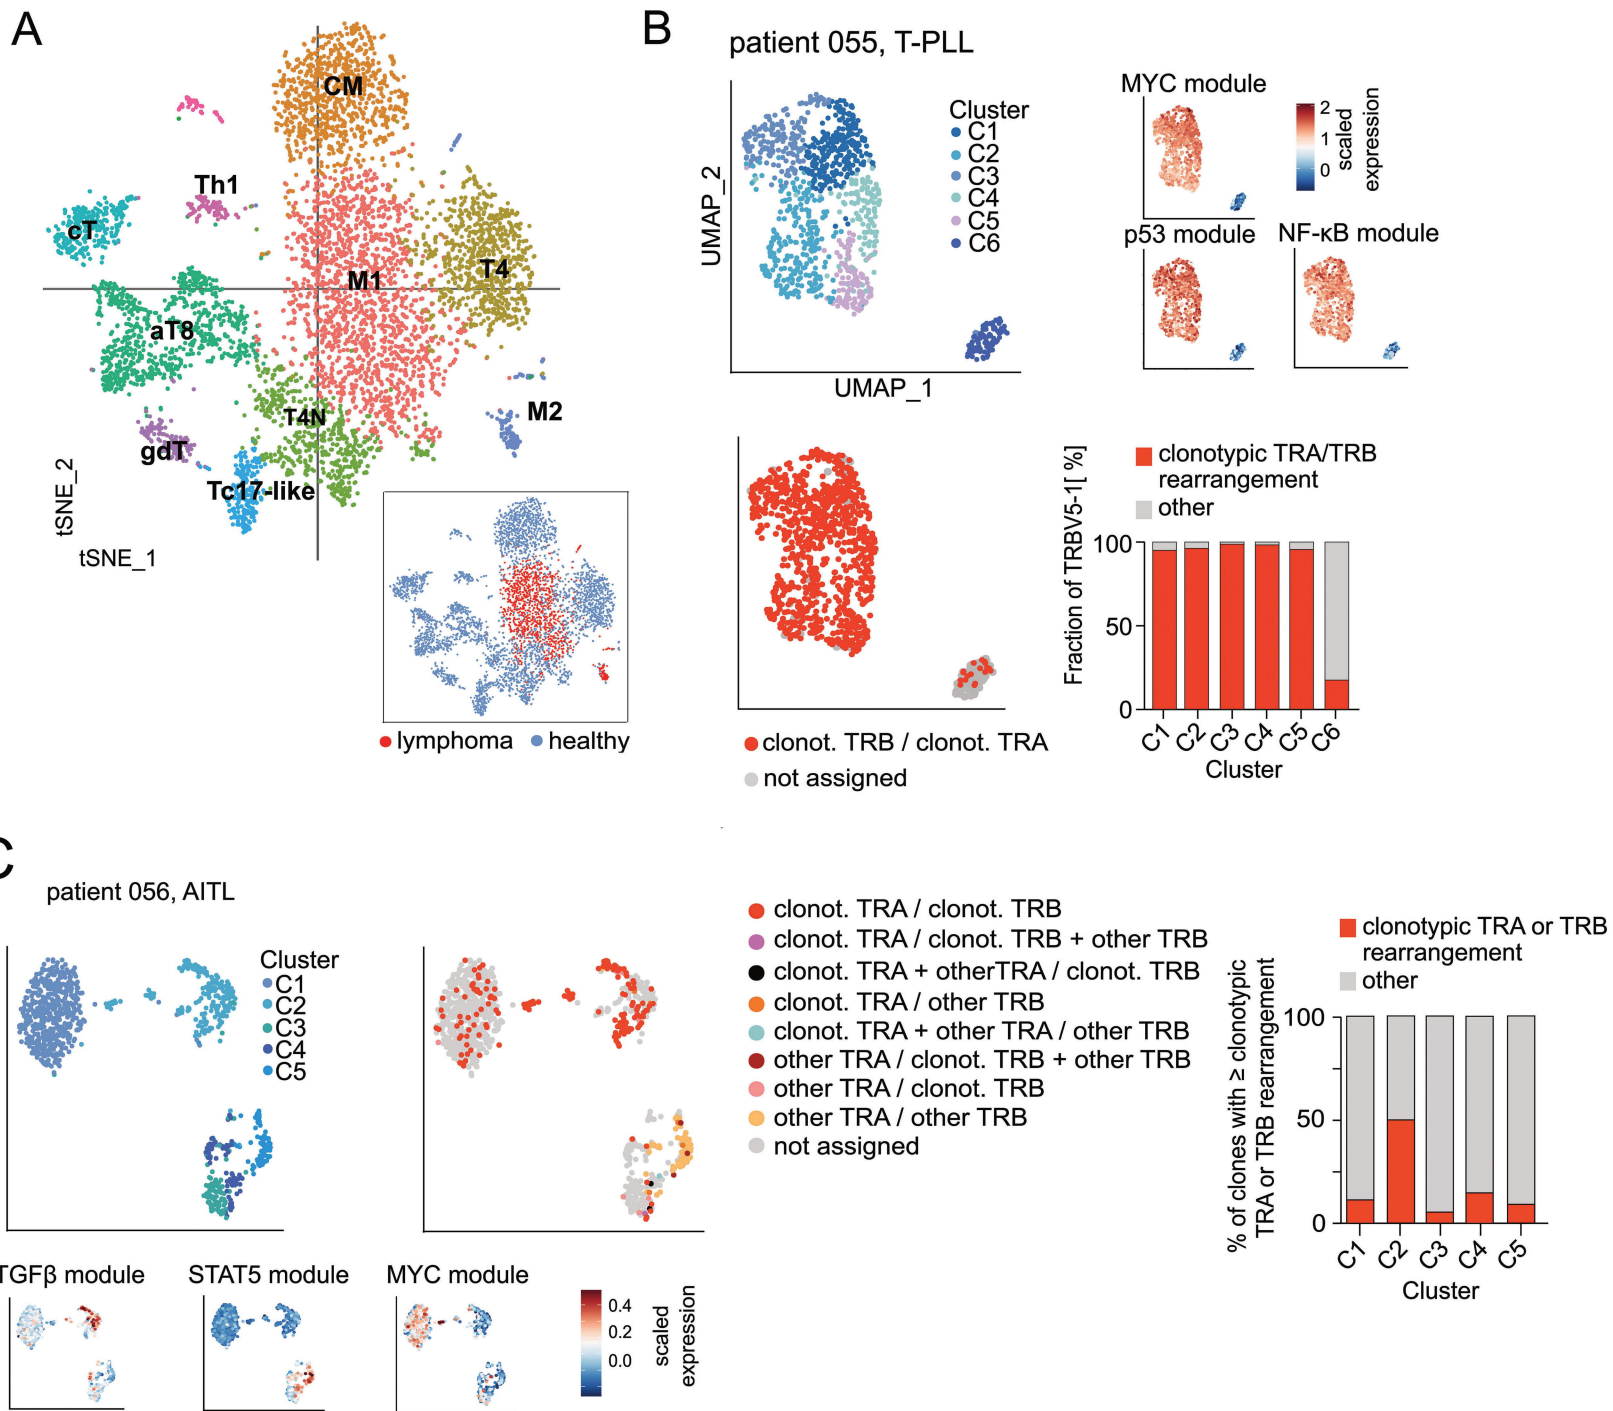 A
CM
Th1
cT
T4
M1
aT8
T4N
M2
gdT
Tc17-like
tSNE_2
tSNE_1
lymphoma
healthy
B
patient 055, T-PLL
UMAP_2
UMAP_1
Cluster
C1
C2
C3
C4
C5
C6
MYC module
2
1
0
scaled
expression
p53 module
NF-κB module
clonot. TRB / clonot. TRA
not assigned
clonotypic TRA/TRB
rearrangement
other
Fraction of TRBV5-1[ %]
100
50
0
C1
C2
C3
C4
C5
C6
Cluster
C
patient 056, AITL
Cluster
C1
C2
C3
C4
C5
clonot. TRA / clonot. TRB
clonot. TRA / clonot. TRB + other TRB
clonot. TRA + otherTRA / clonot. TRB
clonot. TRA / other TRB
clonot. TRA + other TRA / other TRB
other TRA / clonot. TRB + other TRB
other TRA / clonot. TRB
other TRA / other TRB
not assigned
clonotypic TRA or TRB
rearrangement
other
% of clones with ≥ clonotypic
TRA or TRB rearrangement
100
50
0
C1
C2
C3
C4
C5
Cluster
TGFβ module
STAT5 module
MYC module
0.4
0.2
0.0
scaled
expression